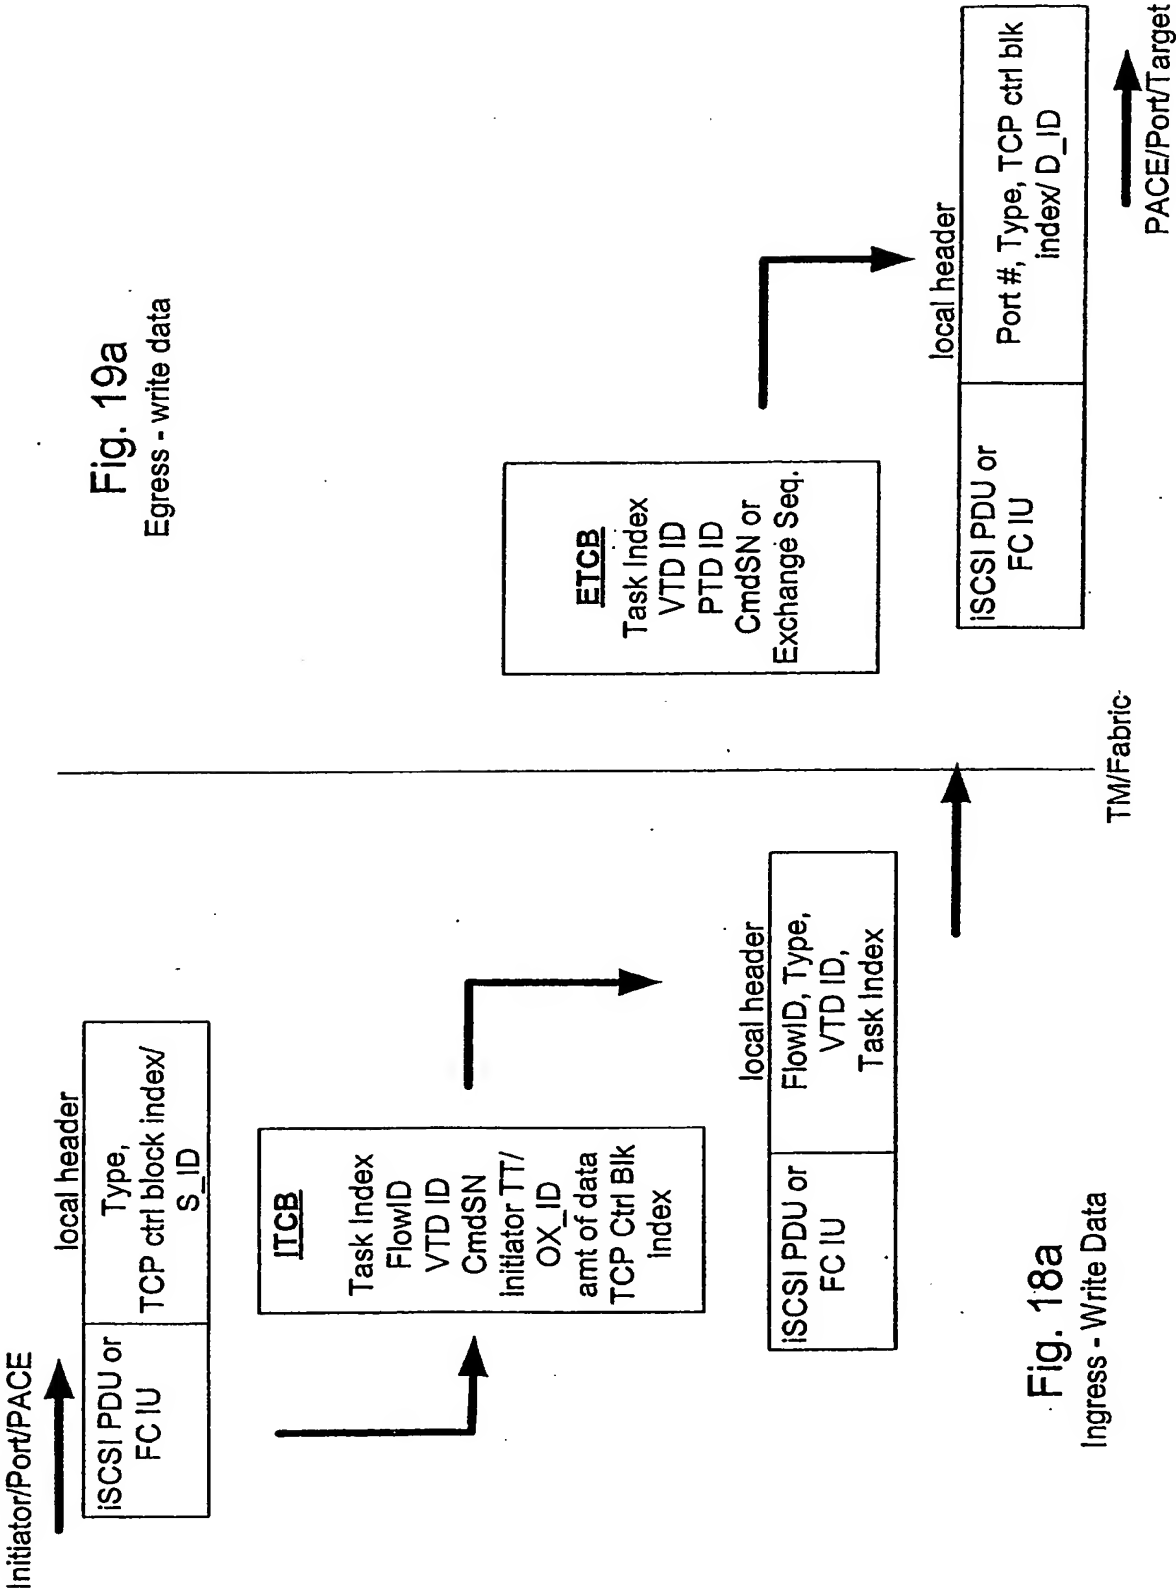 Initiator/Port/PACE
local header
iSCSI PDU or
FC IU
Type,
TCP ctrl block index/
S_ID
ITCB
Task Index
FlowID
VTD ID
CmdSN
Initiator TT/
OX_ID
amt of data
TCP Ctrl Blk
index
local header
iSCSI PDU or
FC IU
FlowID, Type,
VTD ID,
Task Index
Fig. 18a
Ingress - Write Data
TM/Fabric
Fig. 19a
Egress - write data
ETCB
Task Index
VTD ID
PTD ID
CmdSN or
Exchange Seq.
local header
iSCSI PDU or
FC IU
Port #, Type, TCP ctrl blk
index/ D_ID
PACE/Port/Target